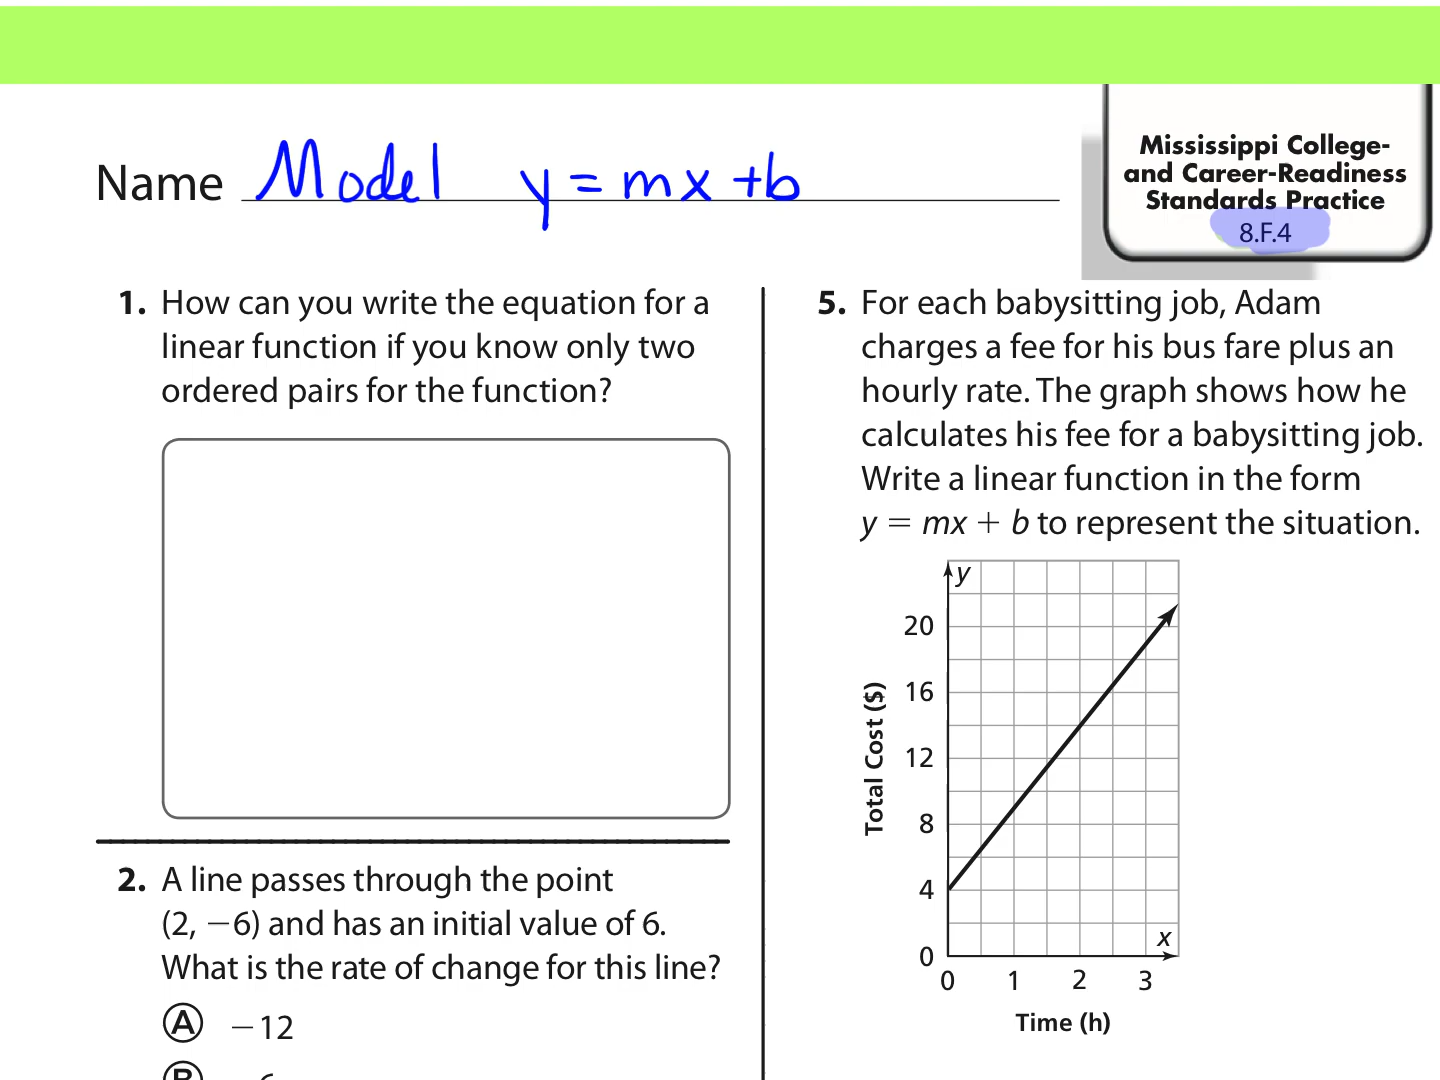 Name Model y = mx + b
Mississippi College-
and Career-Readiness
Standards Practice
8.F.4
1. How can you write the equation for a
linear function if you know only two
ordered pairs for the function?
2. A line passes through the point
(2, −6) and has an initial value of 6.
What is the rate of change for this line?
A −12
5. For each babysitting job, Adam
charges a fee for his bus fare plus an
hourly rate. The graph shows how he
calculates his fee for a babysitting job.
Write a linear function in the form
y = mx + b to represent the situation.
y
20
16
12
8
4
0
Total Cost ($)
x
0 1 2 3
Time (h)